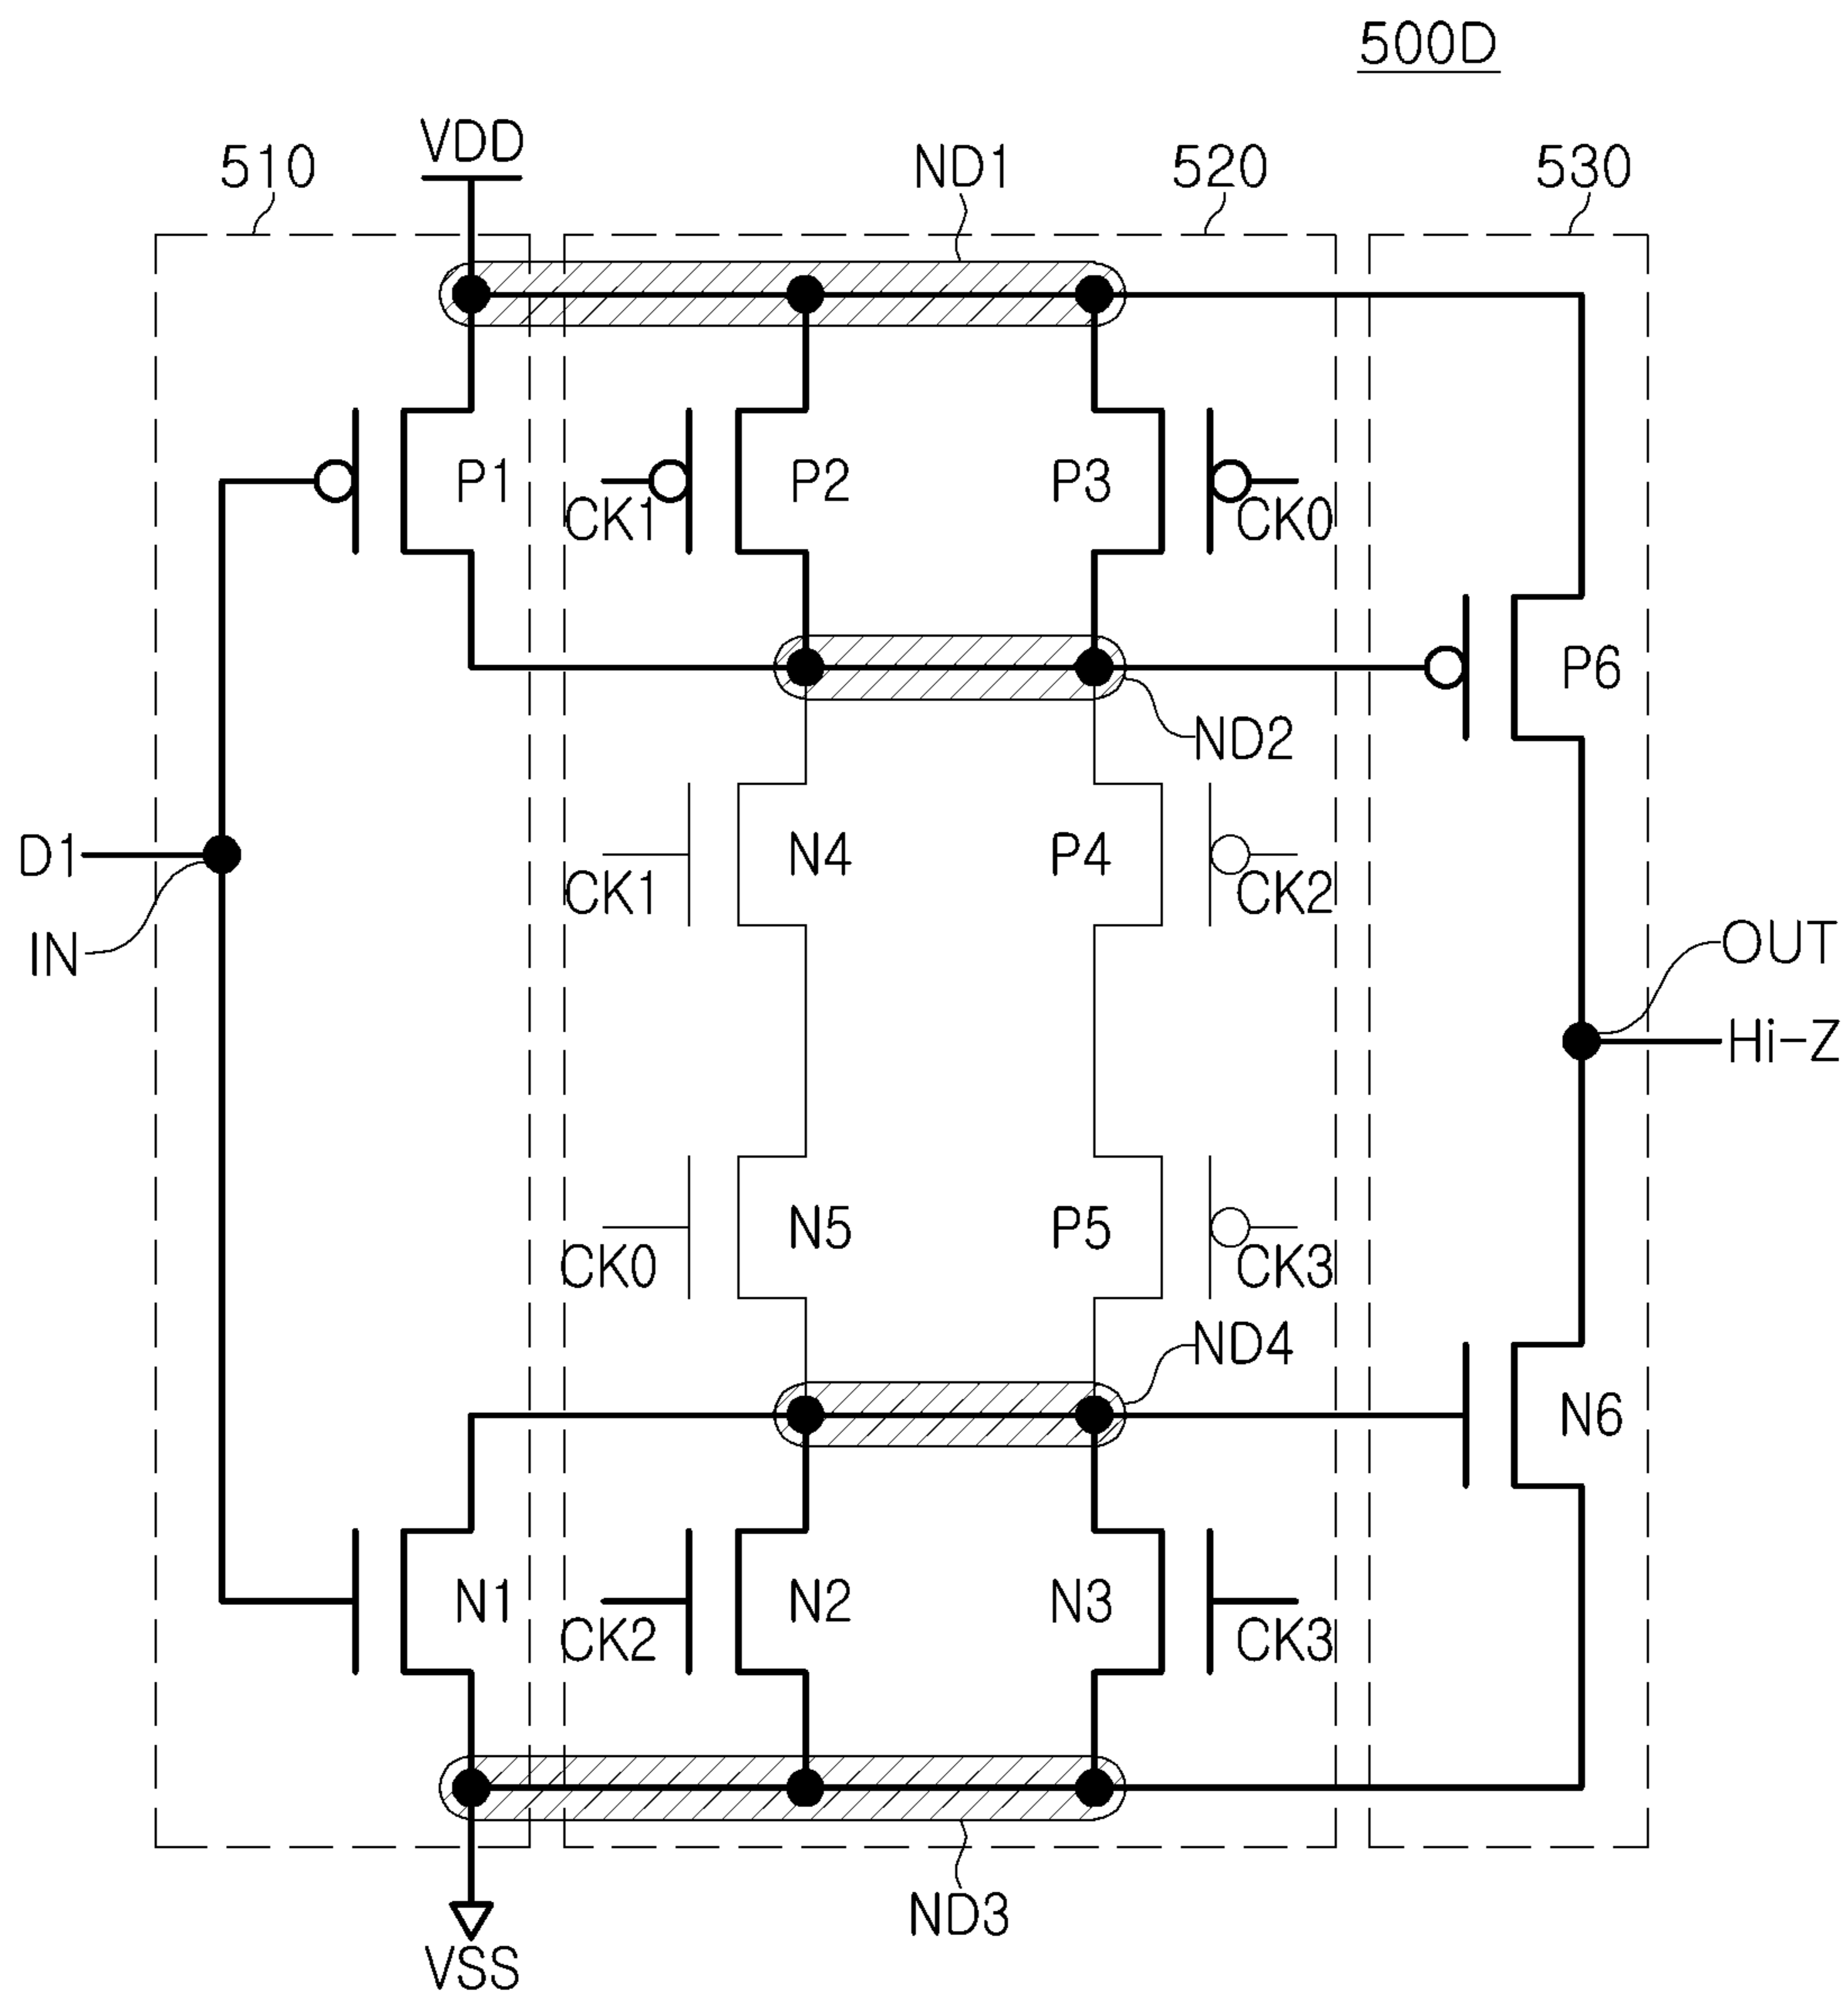 500D
VDD
510
ND1
520
530
P1
P2
P3
CK1
CK0
P6
ND2
D1
N4
P4
CK1
CK2
IN
OUT
Hi-Z
N5
P5
CK0
CK3
ND4
N6
N1
N2
N3
CK2
CK3
ND3
VSS